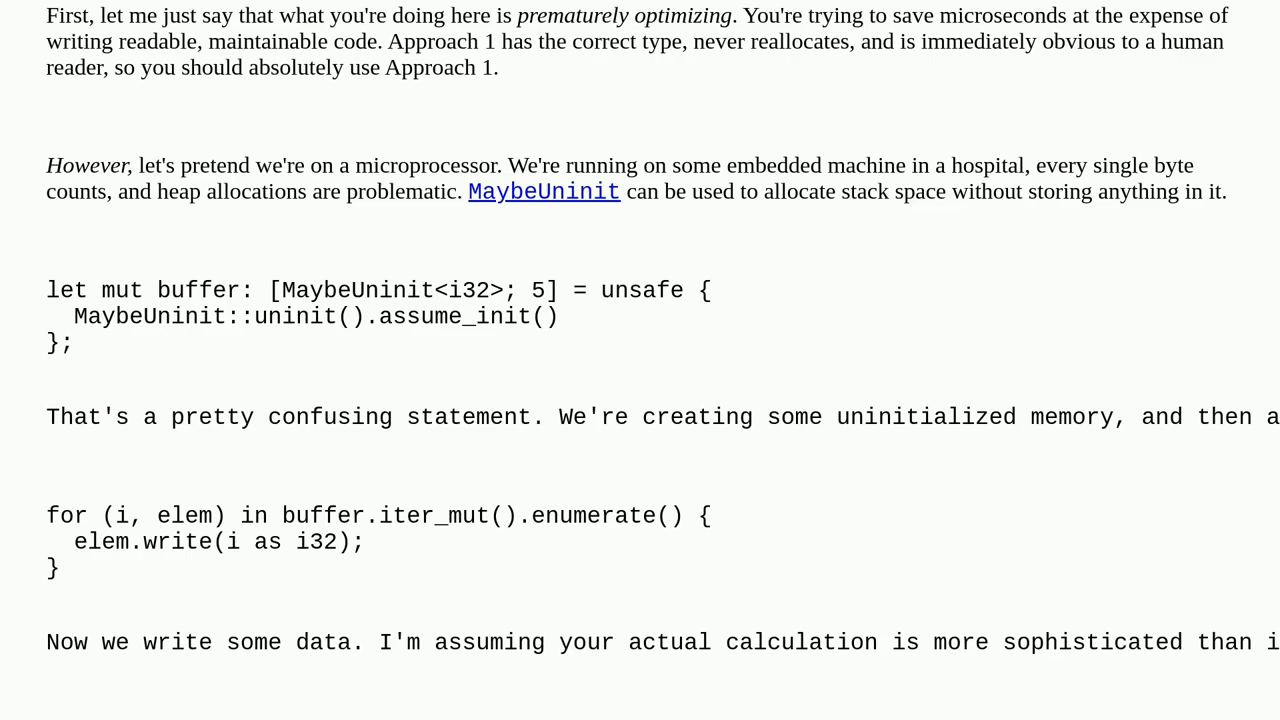 First, let me just say that what you're doing here is prematurely optimizing. You're trying to save microseconds at the expense of
writing readable, maintainable code. Approach 1 has the correct type, never reallocates, and is immediately obvious to a human
reader, so you should absolutely use Approach 1.
However, let's pretend we're on a microprocessor. We're running on some embedded machine in a hospital, every single byte
counts, and heap allocations are problematic. MaybeUninit can be used to allocate stack space without storing anything in it.
let mut buffer: [MaybeUninit<i32>; 5] = unsafe {
  MaybeUninit::uninit().assume_init()
};
That's a pretty confusing statement. We're creating some uninitialized memory, and then a
for (i, elem) in buffer.iter_mut().enumerate() {
  elem.write(i as i32);
}
Now we write some data. I'm assuming your actual calculation is more sophisticated than i